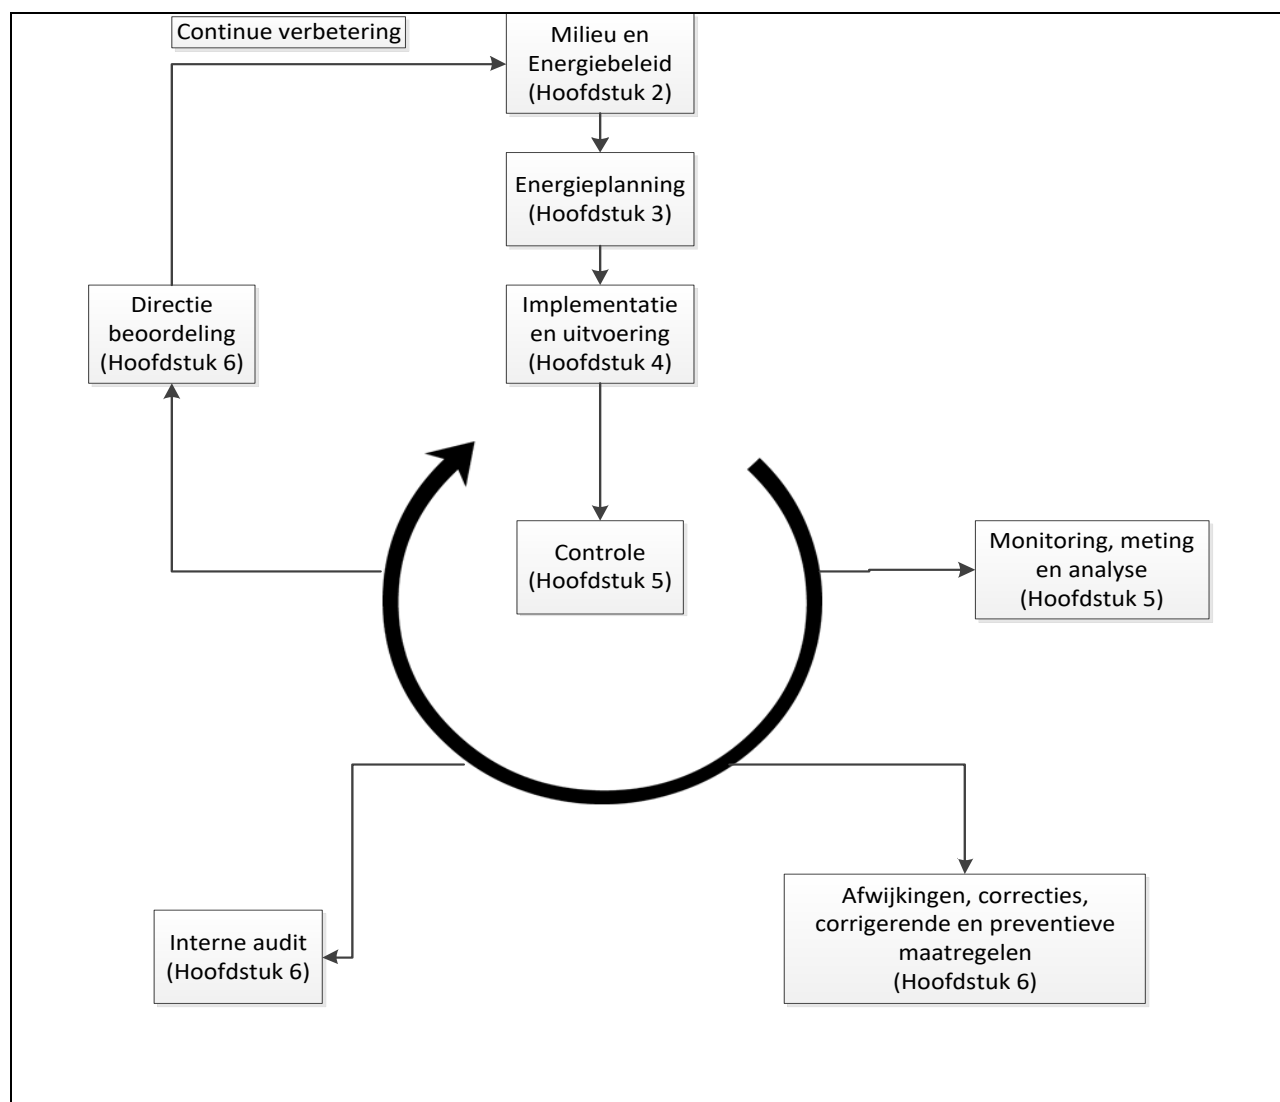 Continue verbetering
Milieu en
Energiebeleid
(Hoofdstuk 2)
Energieplanning
(Hoofdstuk 3)
Directie
beoordeling
(Hoofdstuk 6)
Implementatie
en uitvoering
(Hoofdstuk 4)
Controle
(Hoofdstuk 5)
Monitoring, meting
en analyse
(Hoofdstuk 5)
Interne audit
(Hoofdstuk 6)
Afwijkingen, correcties,
corrigerende en preventieve
maatregelen
(Hoofdstuk 6)